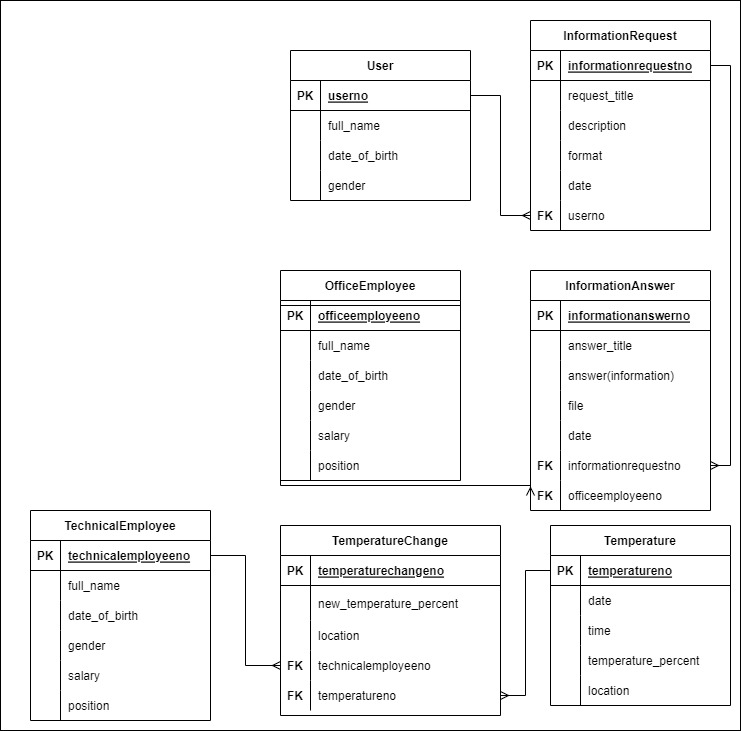 User
PK userno
full_name
date_of_birth
gender
InformationRequest
PK informationrequestno
request_title
description
format
date
FK userno
OfficeEmployee
PK officeemployeeno
full_name
date_of_birth
gender
salary
position
InformationAnswer
PK informationanswerno
answer_title
answer(information)
file
date
FK informationrequestno
FK officeemployeeno
TechnicalEmployee
PK technicalemployeeno
full_name
date_of_birth
gender
salary
position
TemperatureChange
PK temperaturechangeno
new_temperature_percent
location
FK technicalemployeeno
FK temperatureno
Temperature
PK temperatureno
date
time
temperature_percent
location